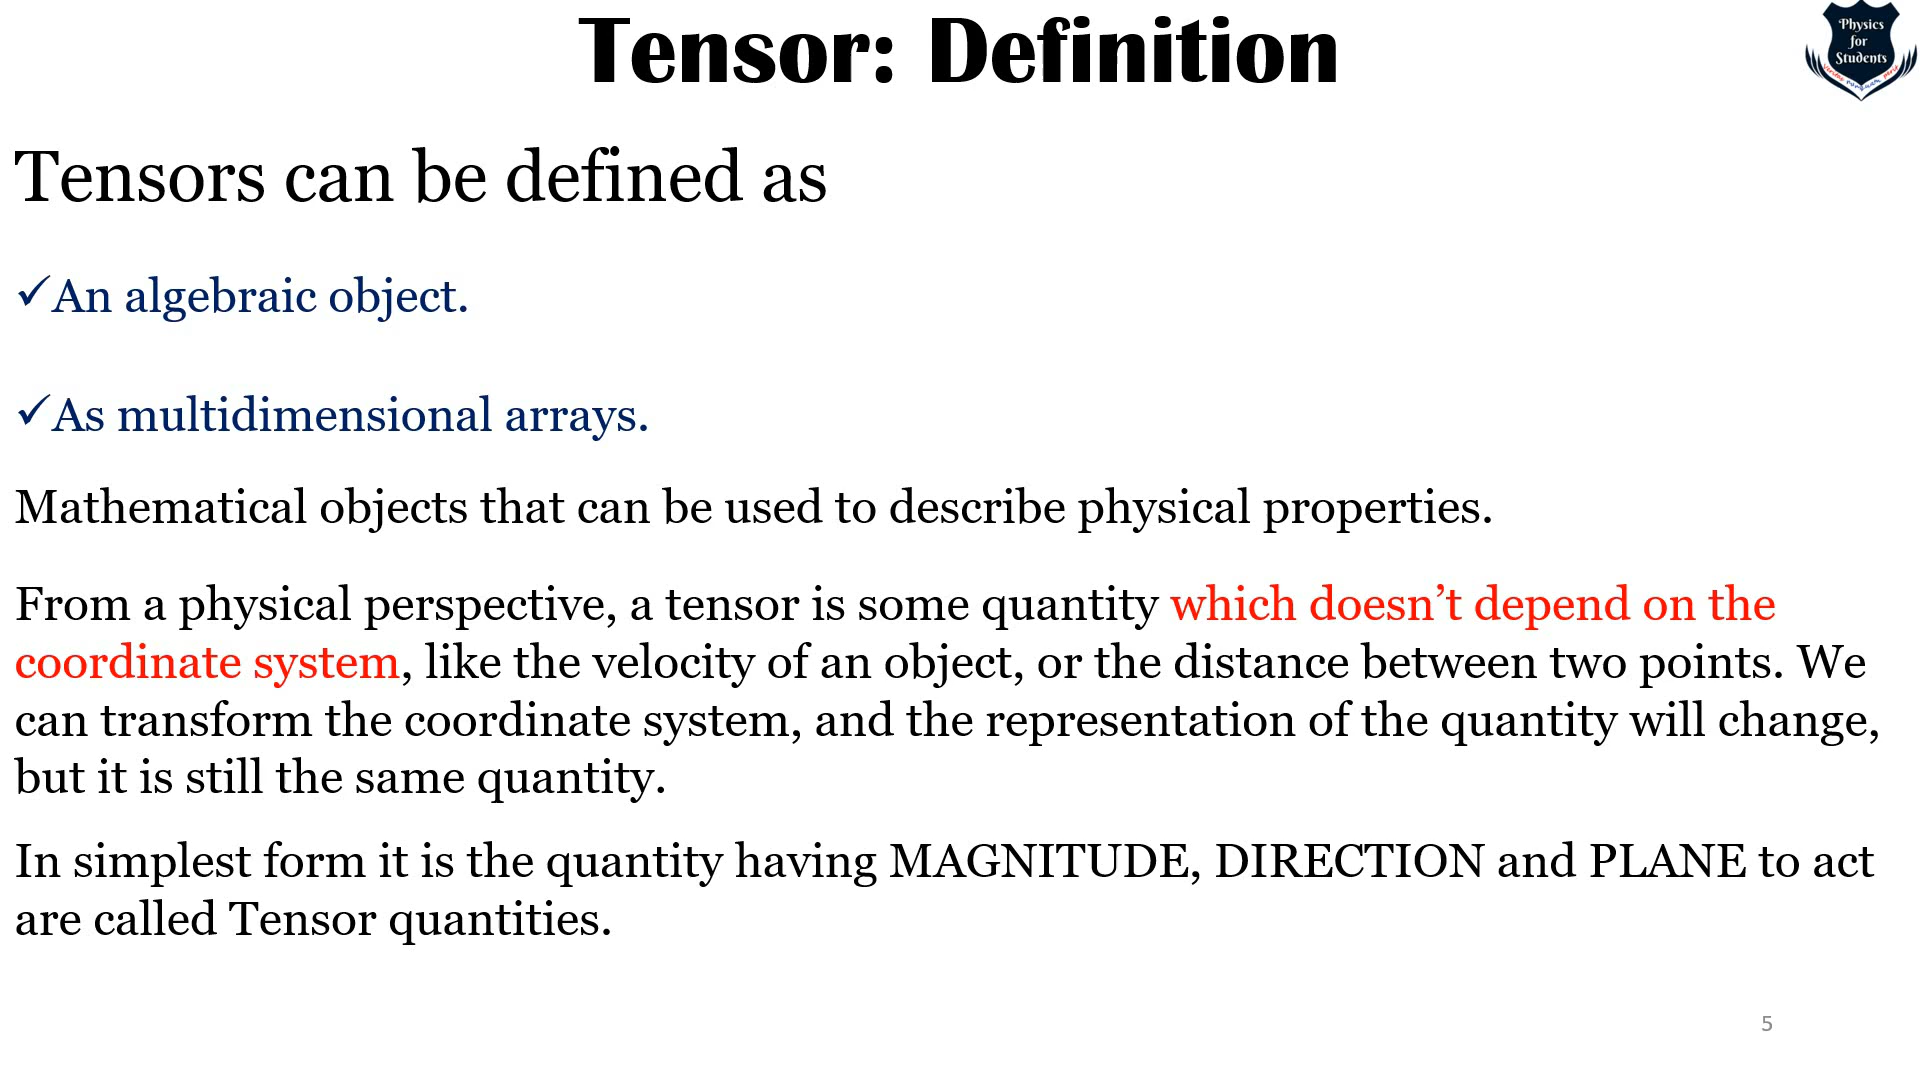 Tensor: Definition
Physics
for
Students
Tensors can be defined as
✓An algebraic object.
✓As multidimensional arrays.
Mathematical objects that can be used to describe physical properties.
From a physical perspective, a tensor is some quantity which doesn’t depend on the
coordinate system, like the velocity of an object, or the distance between two points. We
can transform the coordinate system, and the representation of the quantity will change,
but it is still the same quantity.
In simplest form it is the quantity having MAGNITUDE, DIRECTION and PLANE to act
are called Tensor quantities.
5